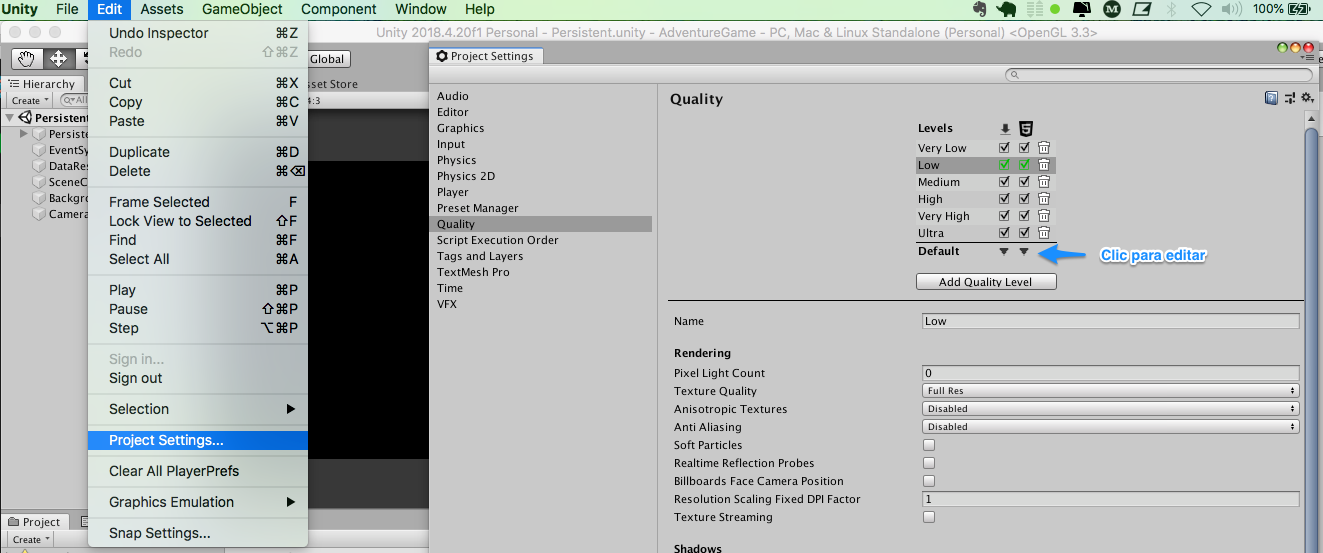 Unity File Edit Assets GameObject Component Window Help 100%
Unity 2018.4.20f1 Personal - Persistent.unity - AdventureGame - PC, Mac & Linux Standalone (Personal) <OpenGL 3.3>
Undo Inspector ⌘Z
Redo ⇧⌘Z
Cut ⌘X
Copy ⌘C
Paste ⌘V
Duplicate ⌘D
Delete ⌘⌫
Frame Selected F
Lock View to Selected ⇧F
Find ⌘F
Select All ⌘A
Play ⌘P
Pause ⇧⌘P
Step ⌥⌘P
Sign in...
Sign out
Selection ▶
Project Settings...
Clear All PlayerPrefs
Graphics Emulation ▶
Snap Settings...
Global
Hierarchy
sset Store
Create All
4:3
Persistent
Persiste
EventSy
DataRes
SceneC
Backgro
Camera
Project
Create
Project Settings
Audio
Editor
Graphics
Input
Physics
Physics 2D
Player
Preset Manager
Quality
Script Execution Order
Tags and Layers
TextMesh Pro
Time
VFX
Quality
Levels
Very Low
Low
Medium
High
Very High
Ultra
Default
Clic para editar
Add Quality Level
Name Low
Rendering
Pixel Light Count 0
Texture Quality Full Res
Anisotropic Textures Disabled
Anti Aliasing Disabled
Soft Particles
Realtime Reflection Probes
Billboards Face Camera Position
Resolution Scaling Fixed DPI Factor 1
Texture Streaming
Shadows